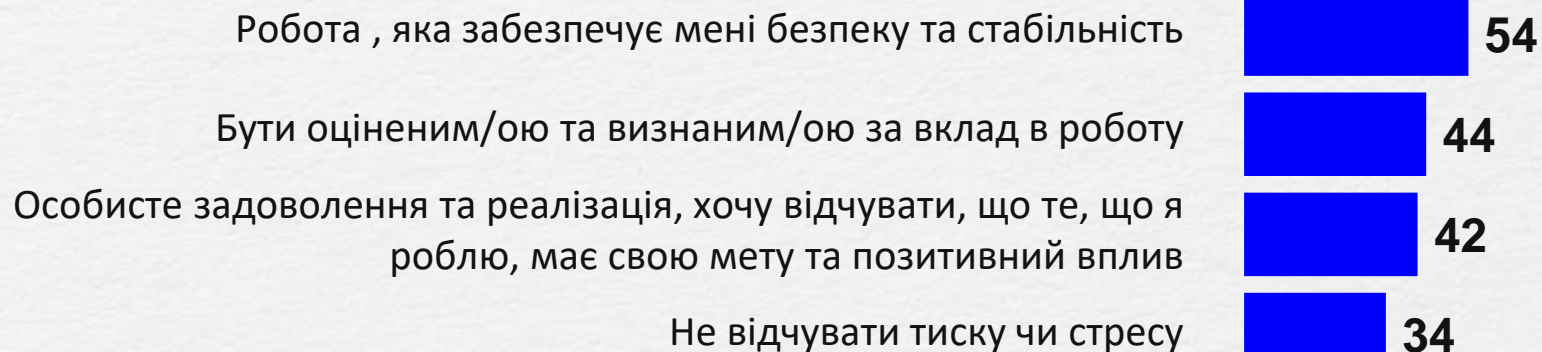 Робота , яка забезпечує мені безпеку та стабільність
54
Бути оціненим/ою та визнаним/ою за вклад в роботу
44
Особисте задоволення та реалізація, хочу відчувати, що те, що я
роблю, має свою мету та позитивний вплив
42
Не відчувати тиску чи стресу
34